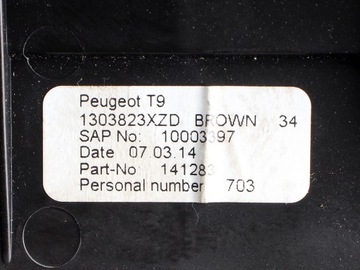 Peugeot T9
1303823XZD BROWN 34
SAP No: 10003397
Date 07.03.14
Part-No 141283
Personal number 703